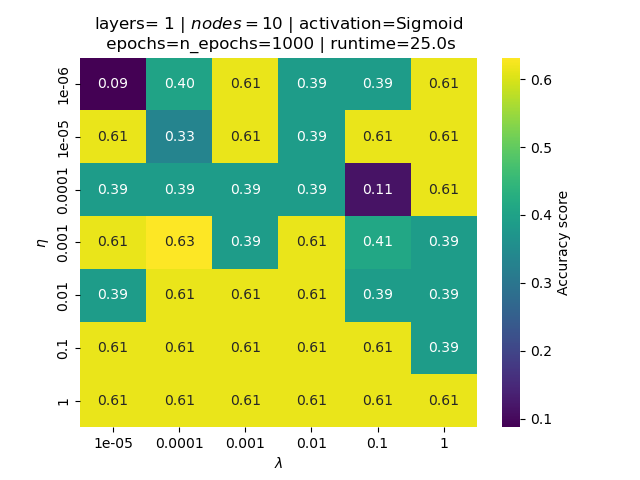 layers= 1 | nodes=10 | activation=Sigmoid
epochs=n_epochs=1000 | runtime=25.0s
1e-06 0.09 0.40 0.61 0.39 0.39 0.61
1e-05 0.61 0.33 0.61 0.39 0.61 0.61
0.0001 0.39 0.39 0.39 0.39 0.11 0.61
0.001 0.61 0.63 0.39 0.61 0.41 0.39
0.01 0.39 0.61 0.61 0.61 0.39 0.39
0.1 0.61 0.61 0.61 0.61 0.61 0.39
1 0.61 0.61 0.61 0.61 0.61 0.61
η
1e-05 0.0001 0.001 0.01 0.1 1
λ
0.6
0.5
0.4
0.3
0.2
0.1
Accuracy score